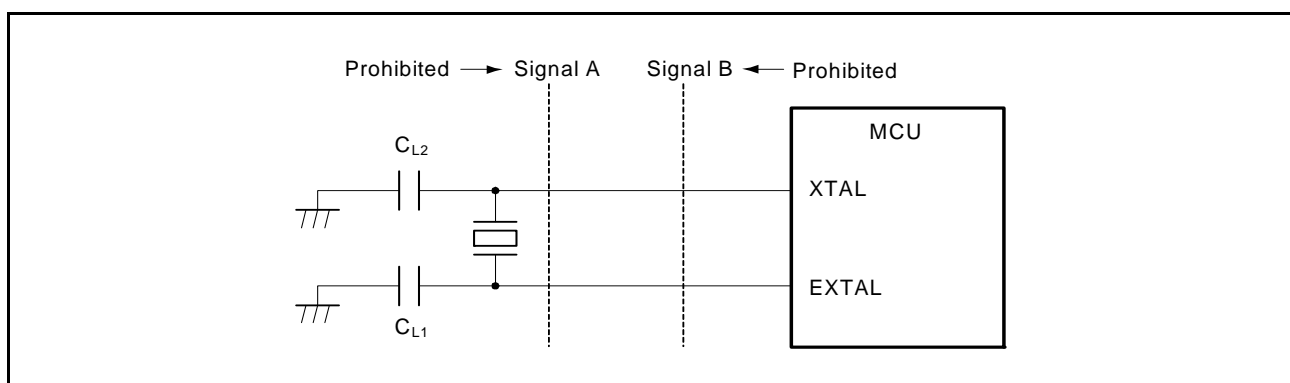 Prohibited Signal A Signal B Prohibited
MCU
CL2
XTAL
EXTAL
CL1